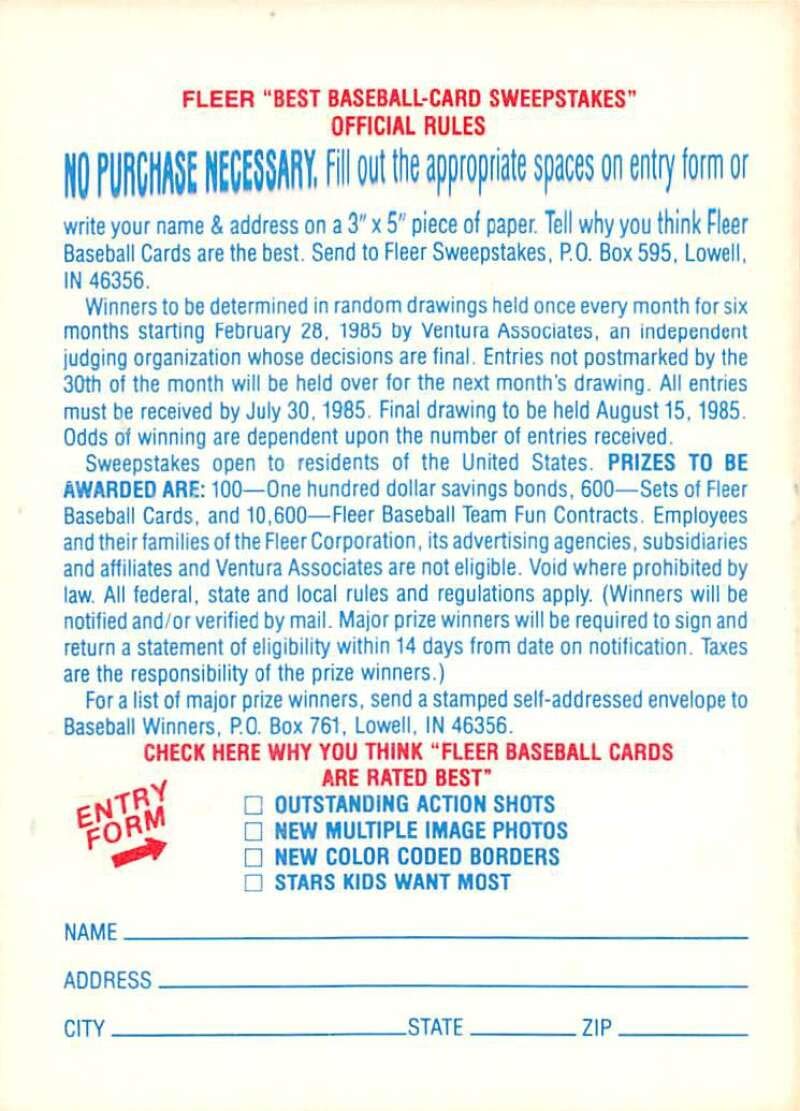 FLEER "BEST BASEBALL-CARD SWEEPSTAKES"
OFFICIAL RULES
NO PURCHASE NECESSARY. Fill out the appropriate spaces on entry form or
write your name & address on a 3" x 5" piece of paper. Tell why you think Fleer
Baseball Cards are the best. Send to Fleer Sweepstakes, P.O. Box 595, Lowell,
IN 46356.
Winners to be determined in random drawings held once every month for six
months starting February 28, 1985 by Ventura Associates, an independent
judging organization whose decisions are final. Entries not postmarked by the
30th of the month will be held over for the next month's drawing. All entries
must be received by July 30, 1985. Final drawing to be held August 15, 1985.
Odds of winning are dependent upon the number of entries received.
Sweepstakes open to residents of the United States. PRIZES TO BE
AWARDED ARE: 100—One hundred dollar savings bonds, 600—Sets of Fleer
Baseball Cards, and 10,600—Fleer Baseball Team Fun Contracts. Employees
and their families of the Fleer Corporation, its advertising agencies, subsidiaries
and affiliates and Ventura Associates are not eligible. Void where prohibited by
law. All federal, state and local rules and regulations apply. (Winners will be
notified and/or verified by mail. Major prize winners will be required to sign and
return a statement of eligibility within 14 days from date on notification. Taxes
are the responsibility of the prize winners.)
For a list of major prize winners, send a stamped self-addressed envelope to
Baseball Winners, P.O. Box 761, Lowell, IN 46356.
CHECK HERE WHY YOU THINK "FLEER BASEBALL CARDS
ARE RATED BEST"
ENTRY
FORM
☐ OUTSTANDING ACTION SHOTS
☐ NEW MULTIPLE IMAGE PHOTOS
☐ NEW COLOR CODED BORDERS
☐ STARS KIDS WANT MOST
NAME
ADDRESS
CITY STATE ZIP